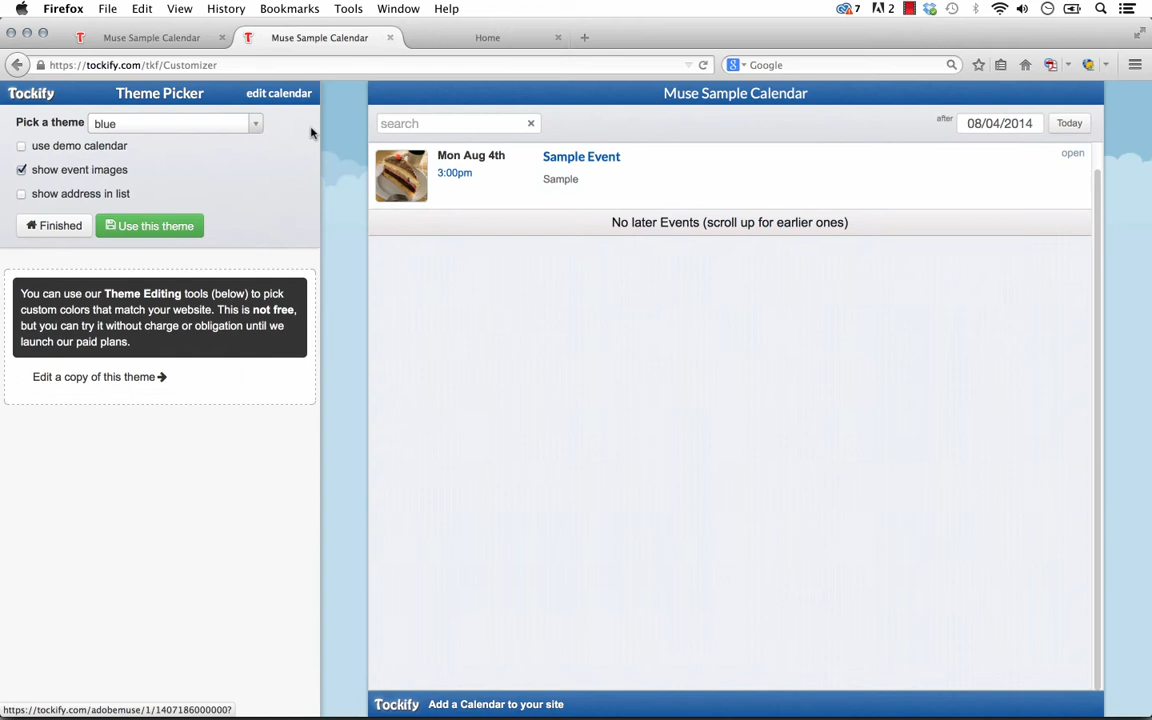 Firefox File Edit View History Bookmarks Tools Window Help 7 2
Muse Sample Calendar × Muse Sample Calendar × Home × +
https://tockify.com/tkf/Customizer Google
Tockify Theme Picker edit calendar
Pick a theme blue
use demo calendar
show event images
show address in list
Finished Use this theme
You can use our Theme Editing tools (below) to pick
custom colors that match your website. This is not free,
but you can try it without charge or obligation until we
launch our paid plans.
Edit a copy of this theme
Muse Sample Calendar
search × after 08/04/2014 Today
Mon Aug 4th Sample Event open
3:00pm Sample
No later Events (scroll up for earlier ones)
Tockify Add a Calendar to your site
https://tockify.com/adobemuse/1/1407186000000?